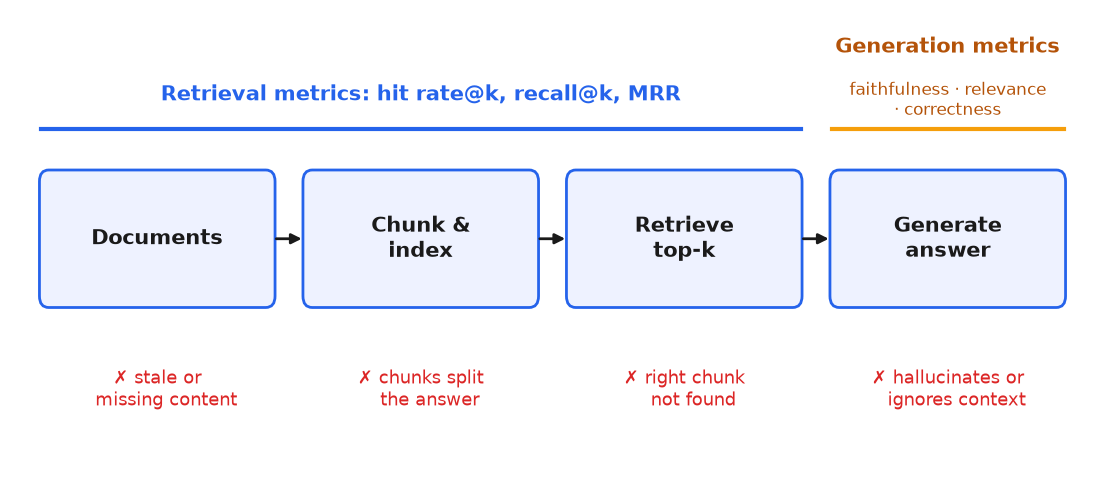 Generation metrics
Retrieval metrics: hit rate@k, recall@k, MRR
faithfulness · relevance
· correctness
Documents
Chunk &
index
Retrieve
top-k
Generate
answer
✗ stale or
missing content
✗ chunks split
the answer
✗ right chunk
not found
✗ hallucinates or
ignores context